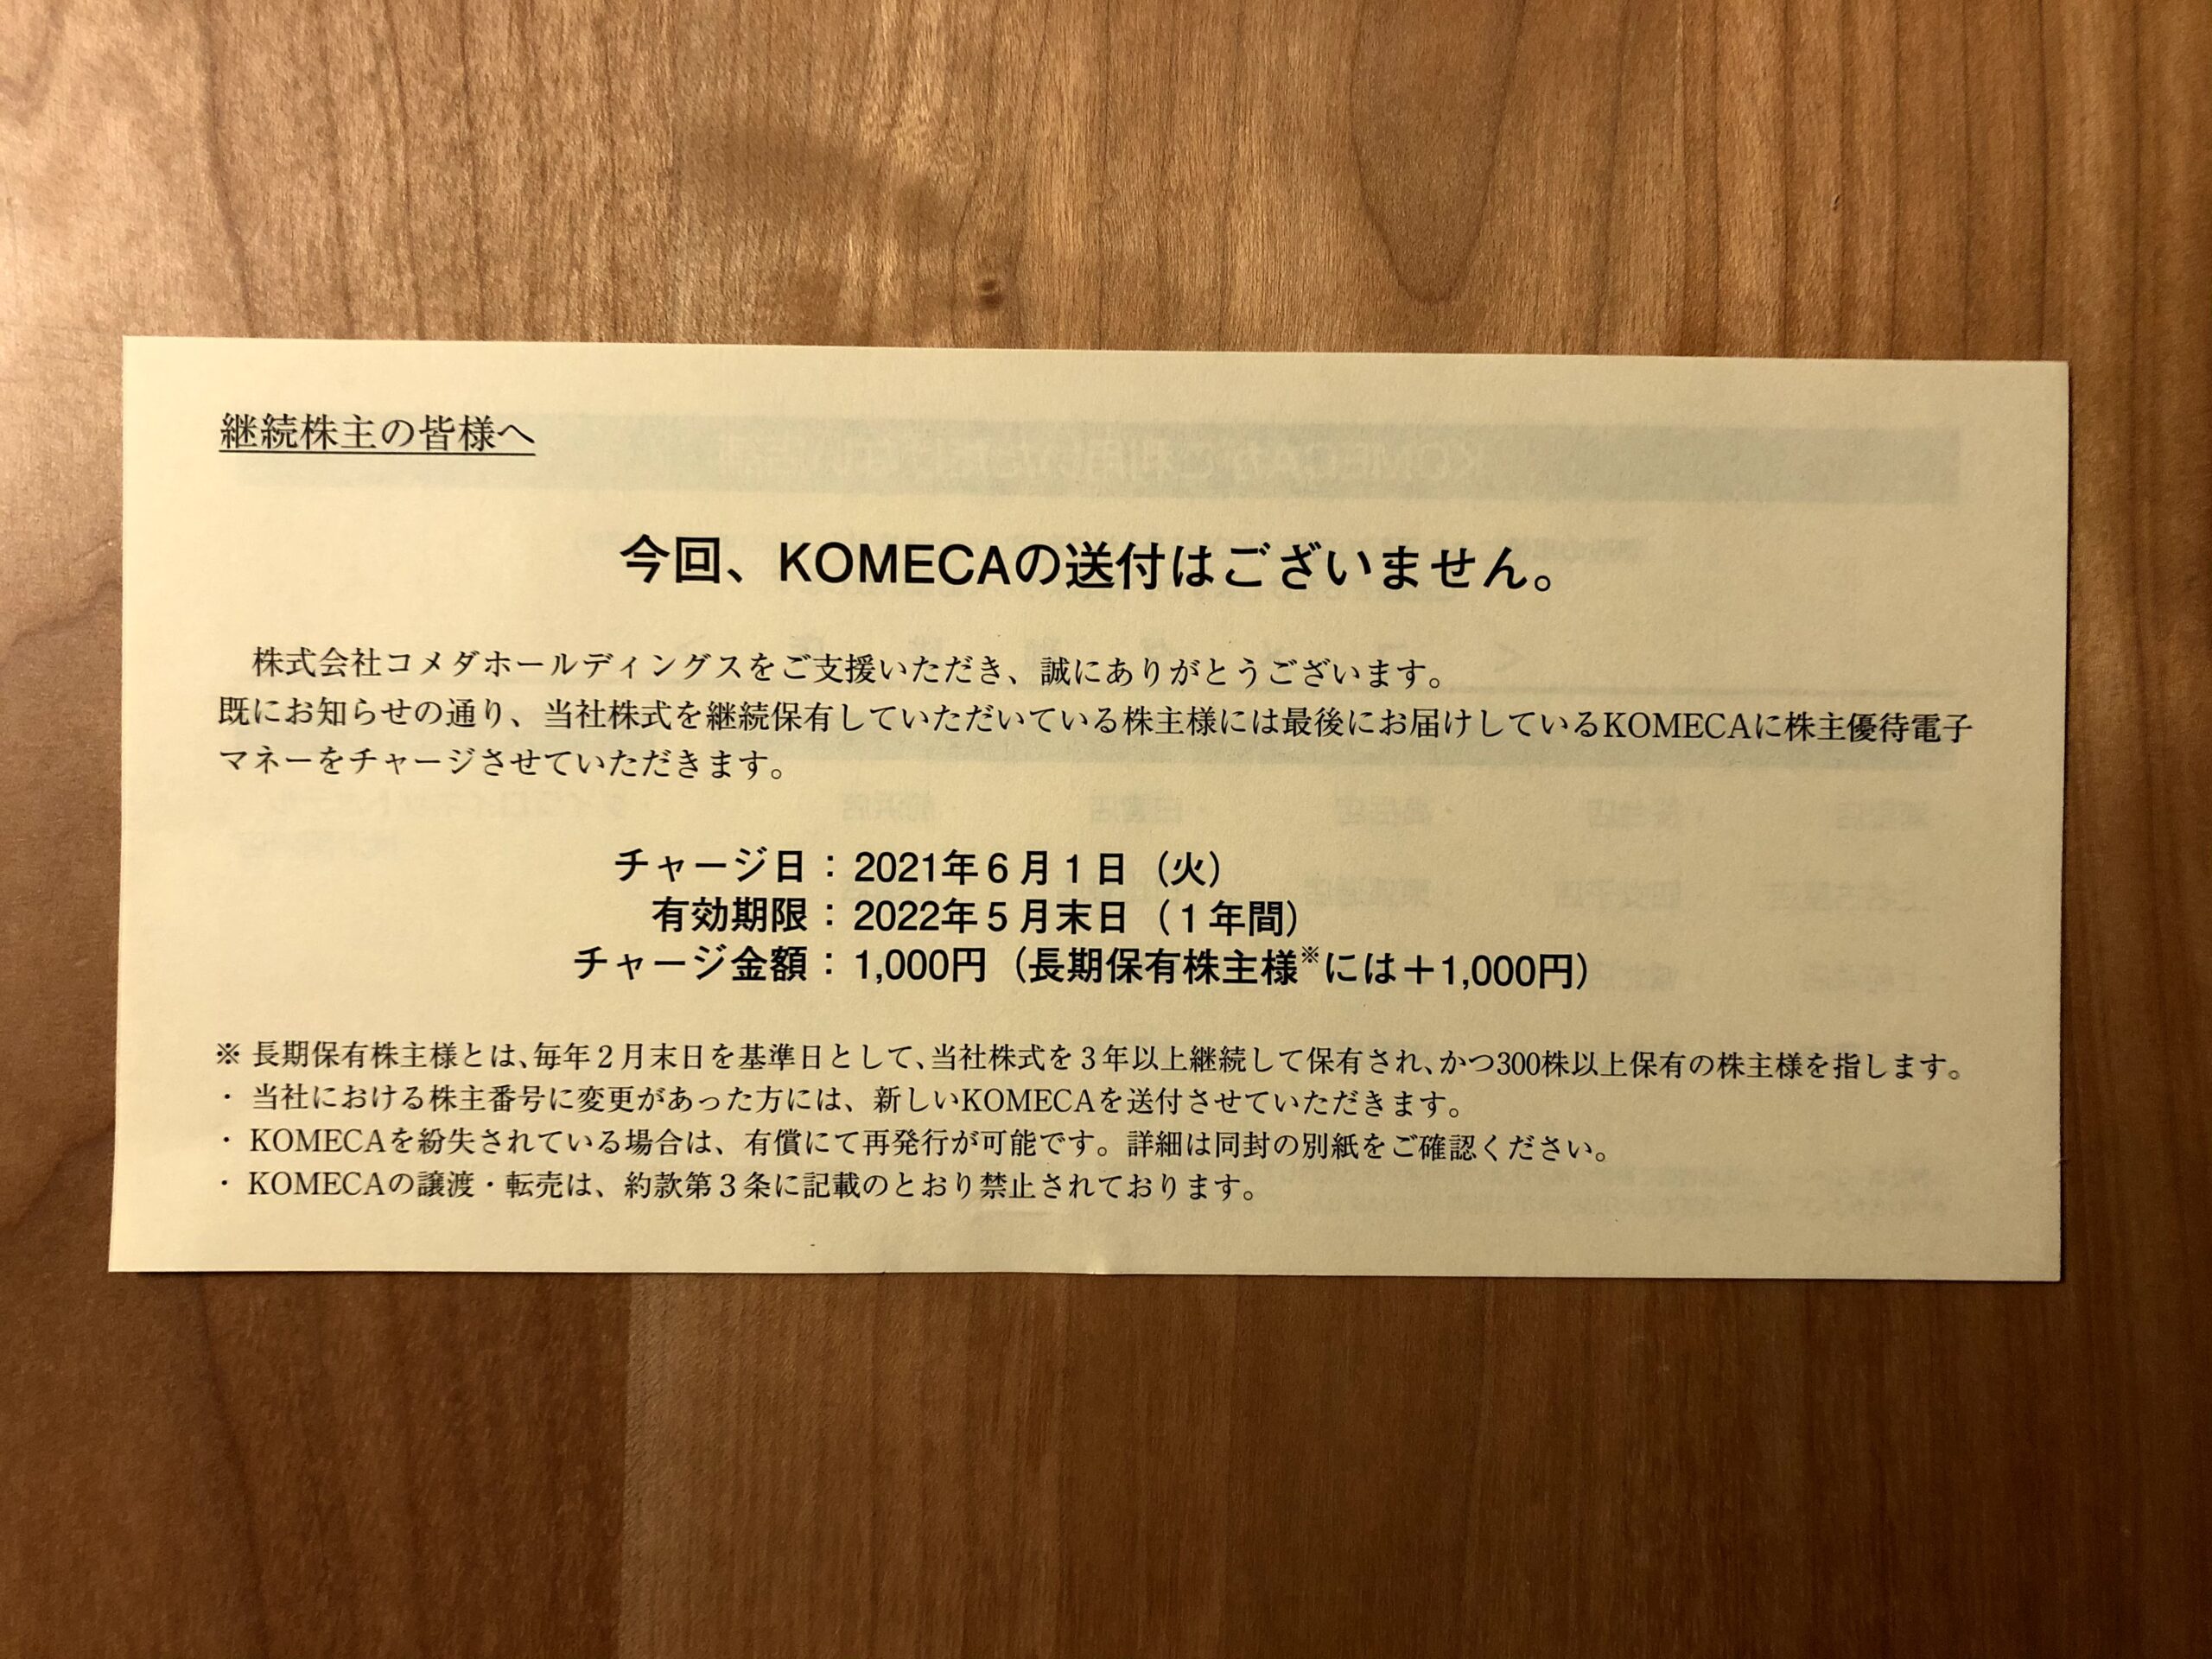 継続株主の皆様へ
今回、KOMECAの送付はございません。
株式会社コメダホールディングスをご支援いただき、誠にありがとうございます。
既にお知らせの通り、当社株式を継続保有していただいている株主様には最後にお届けしているKOMECAに株主優待電子
マネーをチャージさせていただきます。
チャージ日：2021年6月1日（火）
有効期限：2022年5月末日（1年間）
チャージ金額：1,000円（長期保有株主様※には＋1,000円）
※ 長期保有株主様とは、毎年2月末日を基準日として、当社株式を3年以上継続して保有され、かつ300株以上保有の株主様を指します。
・ 当社における株主番号に変更があった方には、新しいKOMECAを送付させていただきます。
・ KOMECAを紛失されている場合は、有償にて再発行が可能です。詳細は同封の別紙をご確認ください。
・ KOMECAの譲渡・転売は、約款第3条に記載のとおり禁止されております。